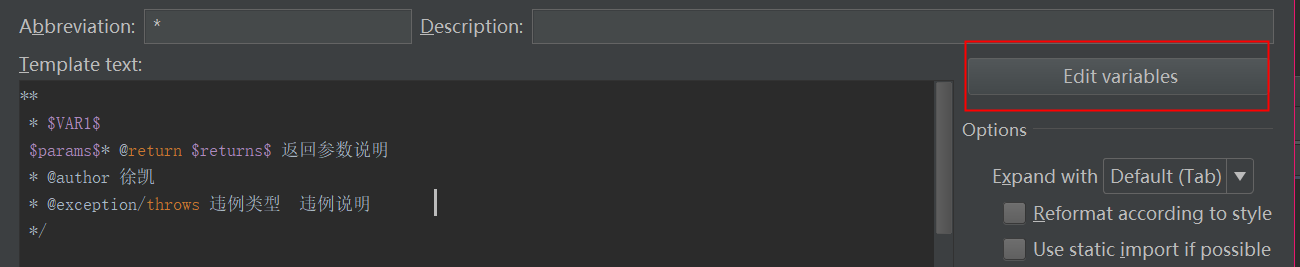 Abbreviation: * Description:
Template text:
Edit variables
**
* $VAR1$
$params$* @return $returns$ 返回参数说明
* @author 徐凯
* @exception/throws 违例类型  违例说明
*/
Options
Expand with Default (Tab)
Reformat according to style
Use static import if possible